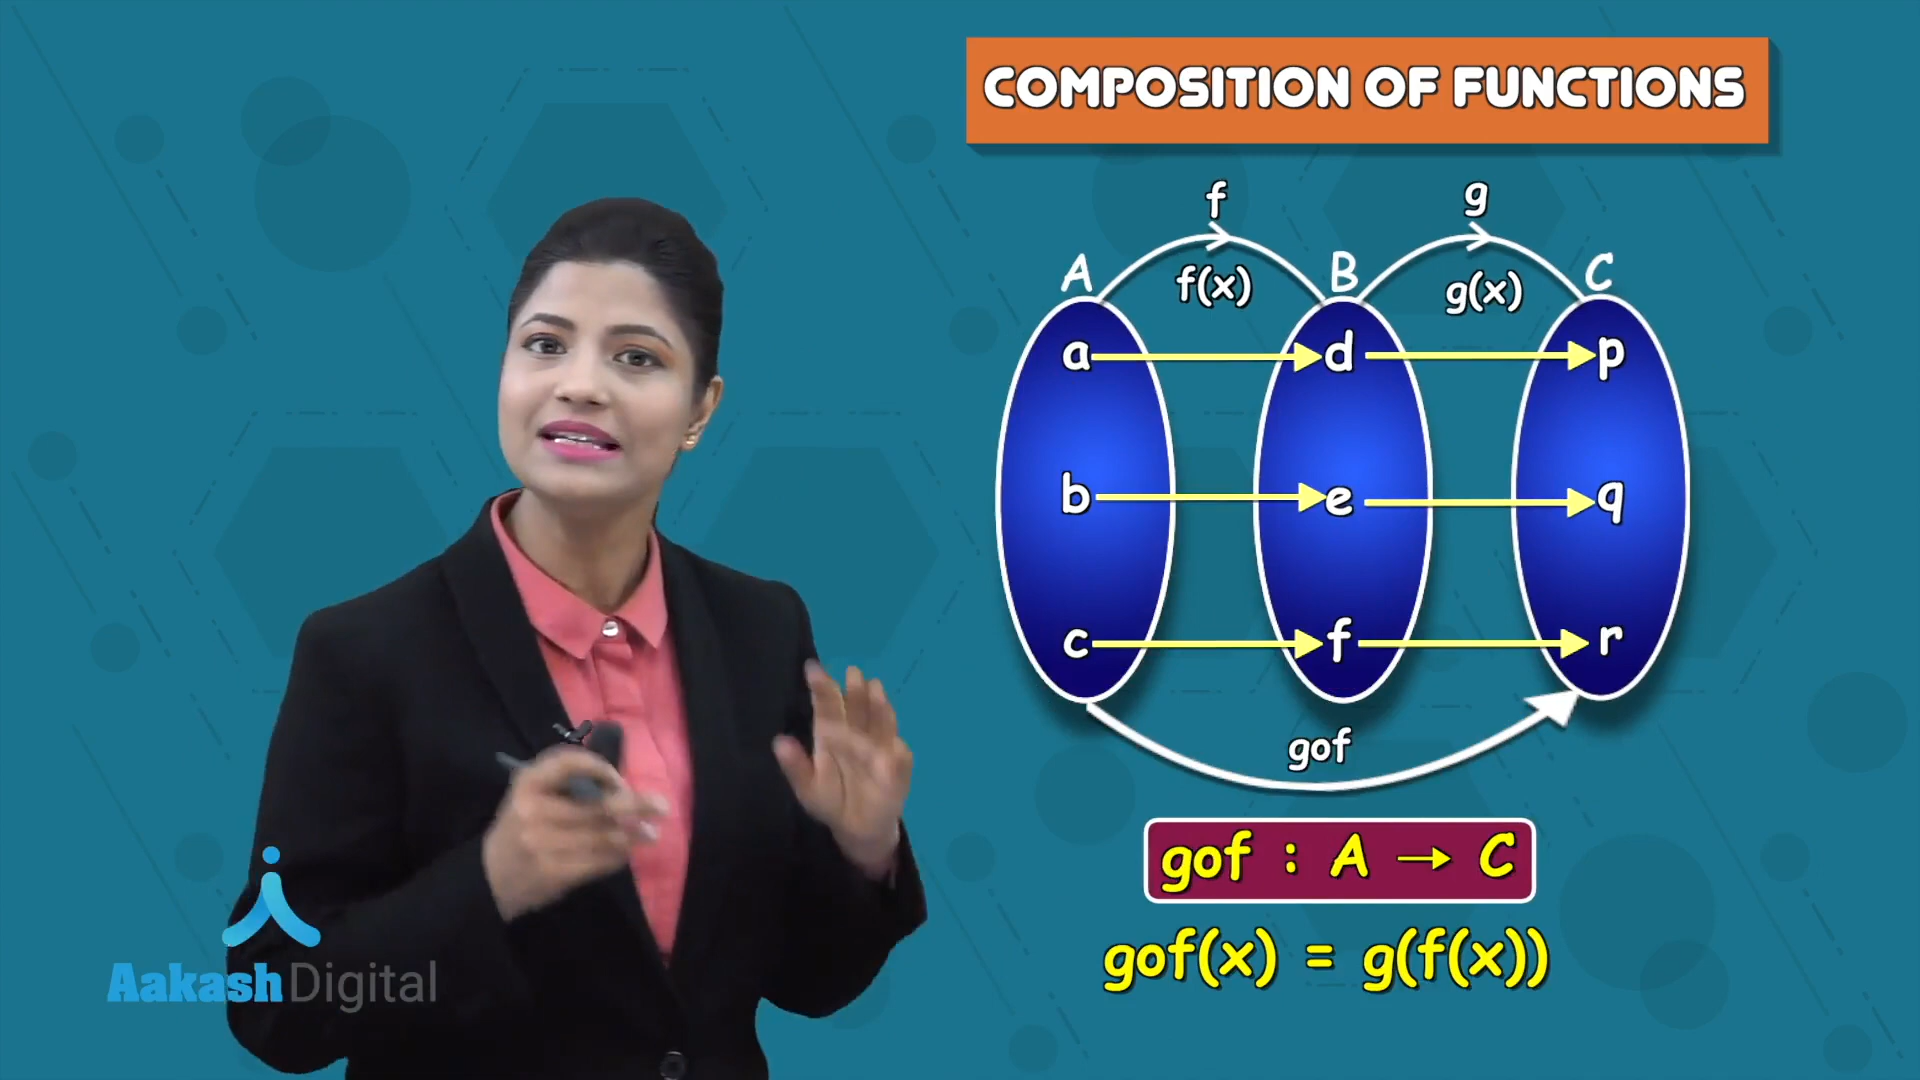 COMPOSITION OF FUNCTIONS
f g
A f(x) B g(x) C
a d p
b e q
c f r
gof
gof : A → C
gof(x) = g(f(x))
Aakash Digital